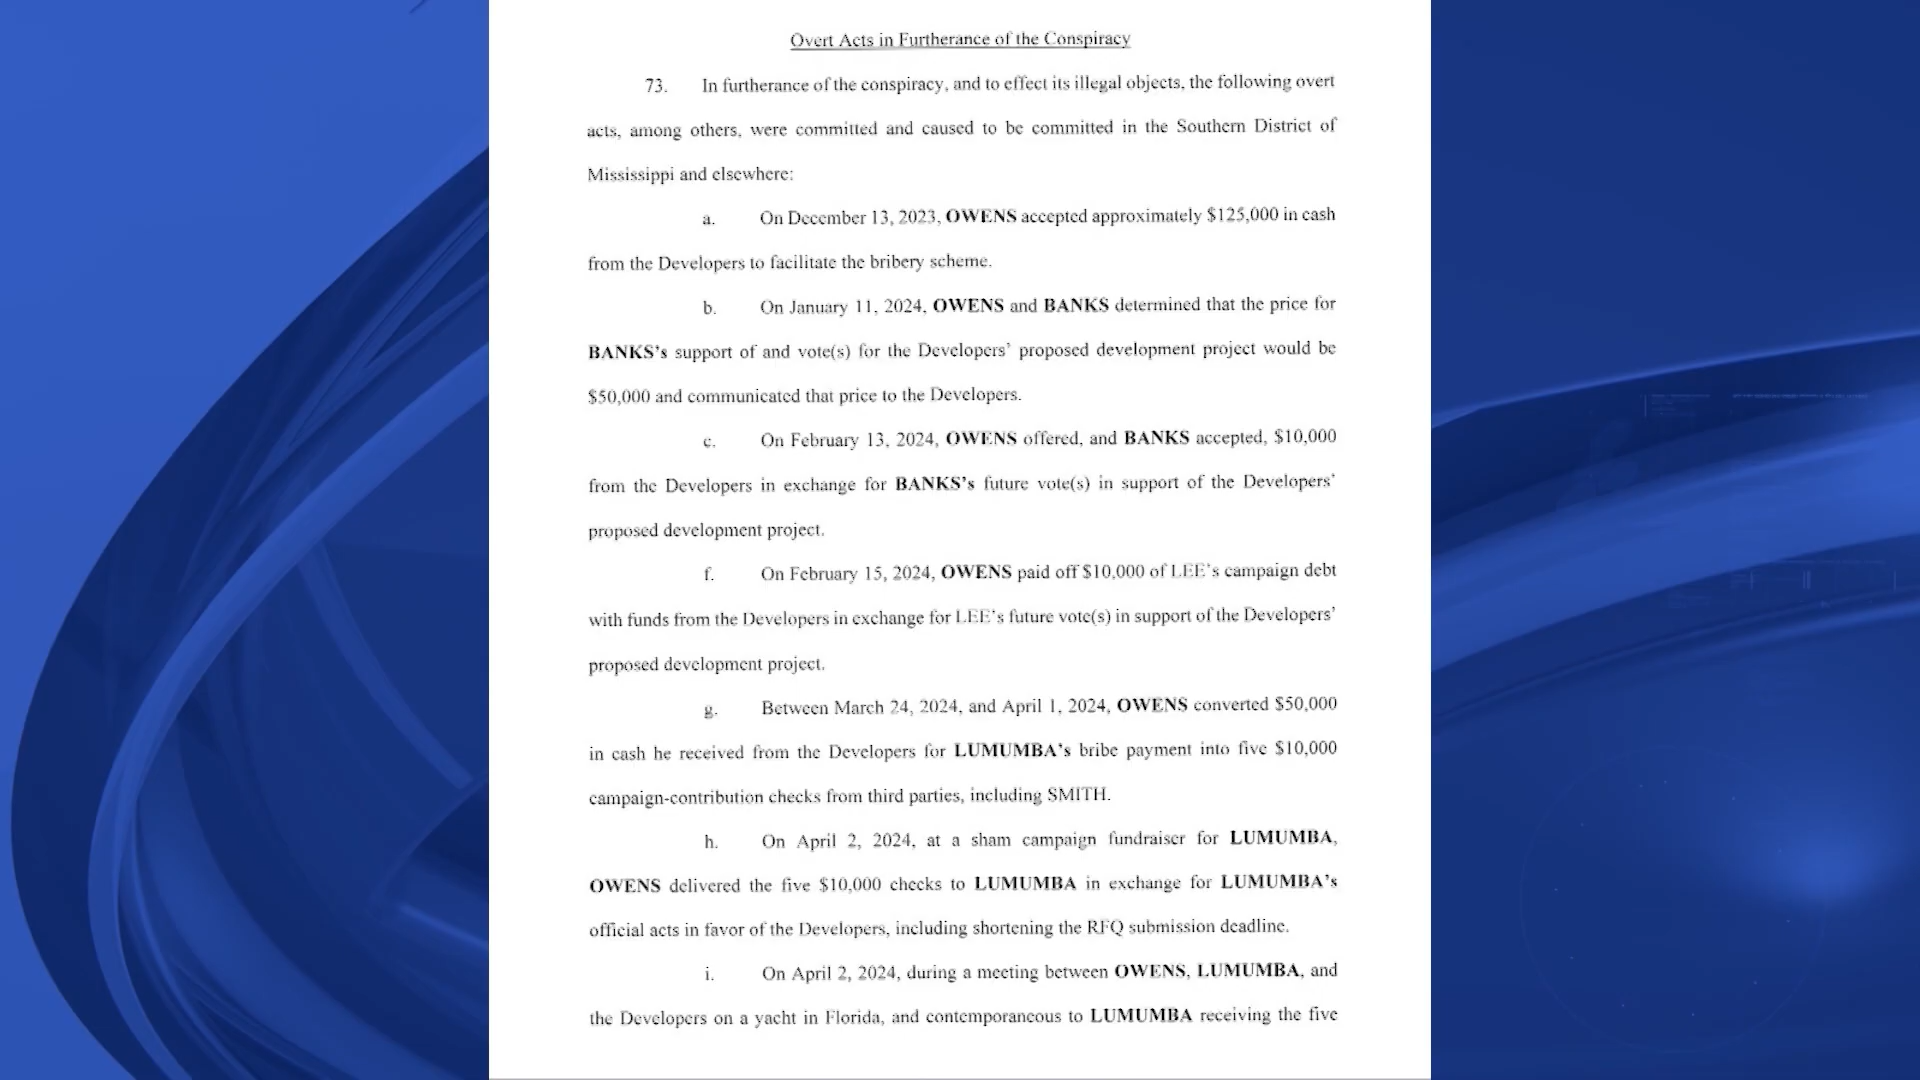 Overt Acts in Furtherance of the Conspiracy
73. In furtherance of the conspiracy, and to effect its illegal objects, the following overt
acts, among others, were committed and caused to be committed in the Southern District of
Mississippi and elsewhere:
a. On December 13, 2023, OWENS accepted approximately $125,000 in cash
from the Developers to facilitate the bribery scheme.
b. On January 11, 2024, OWENS and BANKS determined that the price for
BANKS's support of and vote(s) for the Developers' proposed development project would be
$50,000 and communicated that price to the Developers.
c. On February 13, 2024, OWENS offered, and BANKS accepted, $10,000
from the Developers in exchange for BANKS's future vote(s) in support of the Developers'
proposed development project.
f. On February 15, 2024, OWENS paid off $10,000 of LEE's campaign debt
with funds from the Developers in exchange for LEE's future vote(s) in support of the Developers'
proposed development project.
g. Between March 24, 2024, and April 1, 2024, OWENS converted $50,000
in cash he received from the Developers for LUMUMBA's bribe payment into five $10,000
campaign-contribution checks from third parties, including SMITH.
h. On April 2, 2024, at a sham campaign fundraiser for LUMUMBA,
OWENS delivered the five $10,000 checks to LUMUMBA in exchange for LUMUMBA's
official acts in favor of the Developers, including shortening the RFQ submission deadline.
i. On April 2, 2024, during a meeting between OWENS, LUMUMBA, and
the Developers on a yacht in Florida, and contemporaneous to LUMUMBA receiving the five